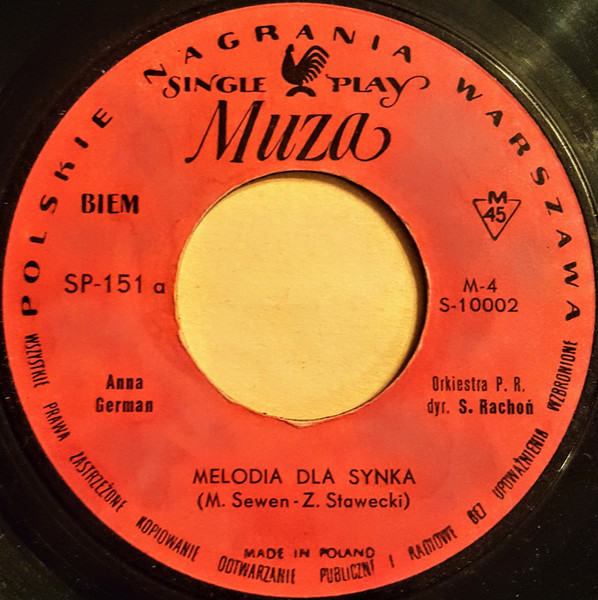 POLSKIE NAGRANIA WARSZAWA
SINGLE PLAY
Muza
BIEM
M
45
SP-151 a
M-4
S-10002
Anna
German
Orkiestra P. R.
dyr. S. Rachoń
MELODIA DLA SYNKA
(M. Sewen - Z. Stawecki)
MADE IN POLAND
WSZYSTKIE PRAWA ZASTRZEŻONE KOPIOWANIE ODTWARZANIE PUBLICZNE I RADIOWE BEZ UPOWAŻNIENIA WZBRONIONE